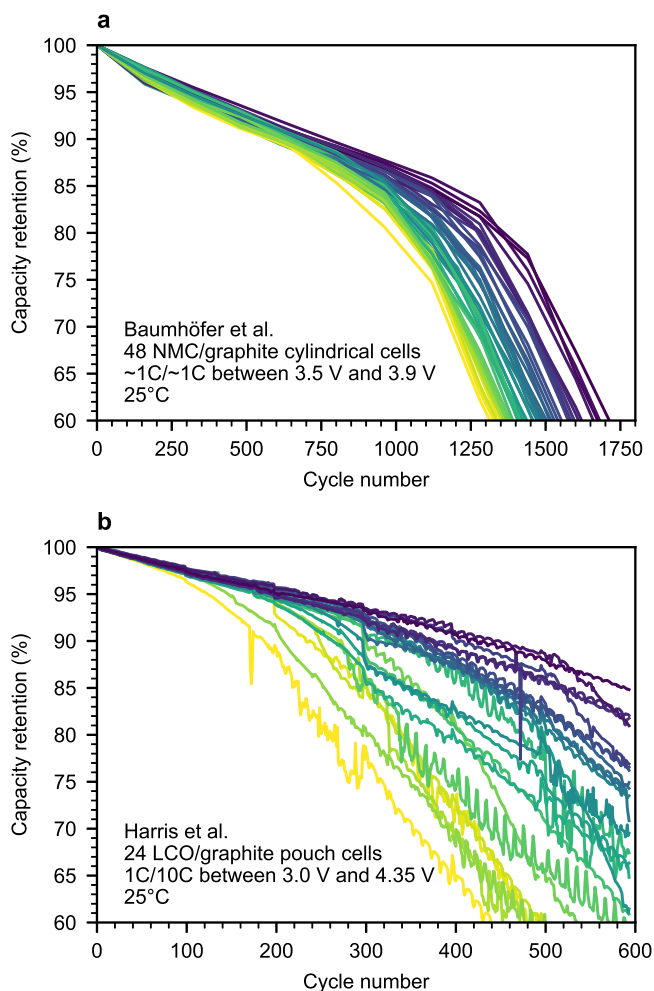 a
100
95
90
85
80
75
70
65
60
Capacity retention (%)
Baumhöfer et al.
48 NMC/graphite cylindrical cells
~1C/~1C between 3.5 V and 3.9 V
25°C
0 250 500 750 1000 1250 1500 1750
Cycle number
b
100
95
90
85
80
75
70
65
60
Capacity retention (%)
Harris et al.
24 LCO/graphite pouch cells
1C/10C between 3.0 V and 4.35 V
25°C
0 100 200 300 400 500 600
Cycle number